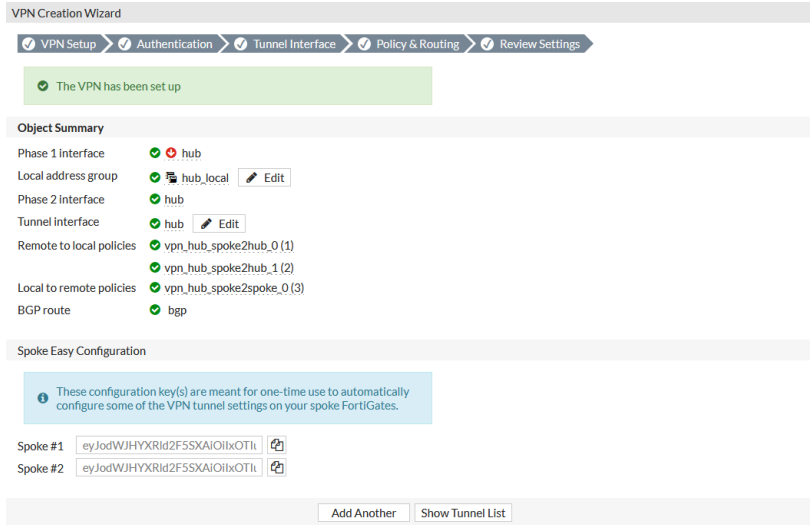 VPN Creation Wizard
VPN Setup Authentication Tunnel Interface Policy & Routing Review Settings
The VPN has been set up
Object Summary
Phase 1 interface hub
Local address group hub_local Edit
Phase 2 interface hub
Tunnel interface hub Edit
Remote to local policies vpn_hub_spoke2hub_0 (1)
vpn_hub_spoke2hub_1 (2)
Local to remote policies vpn_hub_spoke2spoke_0 (3)
BGP route bgp
Spoke Easy Configuration
These configuration key(s) are meant for one-time use to automatically
configure some of the VPN tunnel settings on your spoke FortiGates.
Spoke #1
Spoke #2
Add Another Show Tunnel List